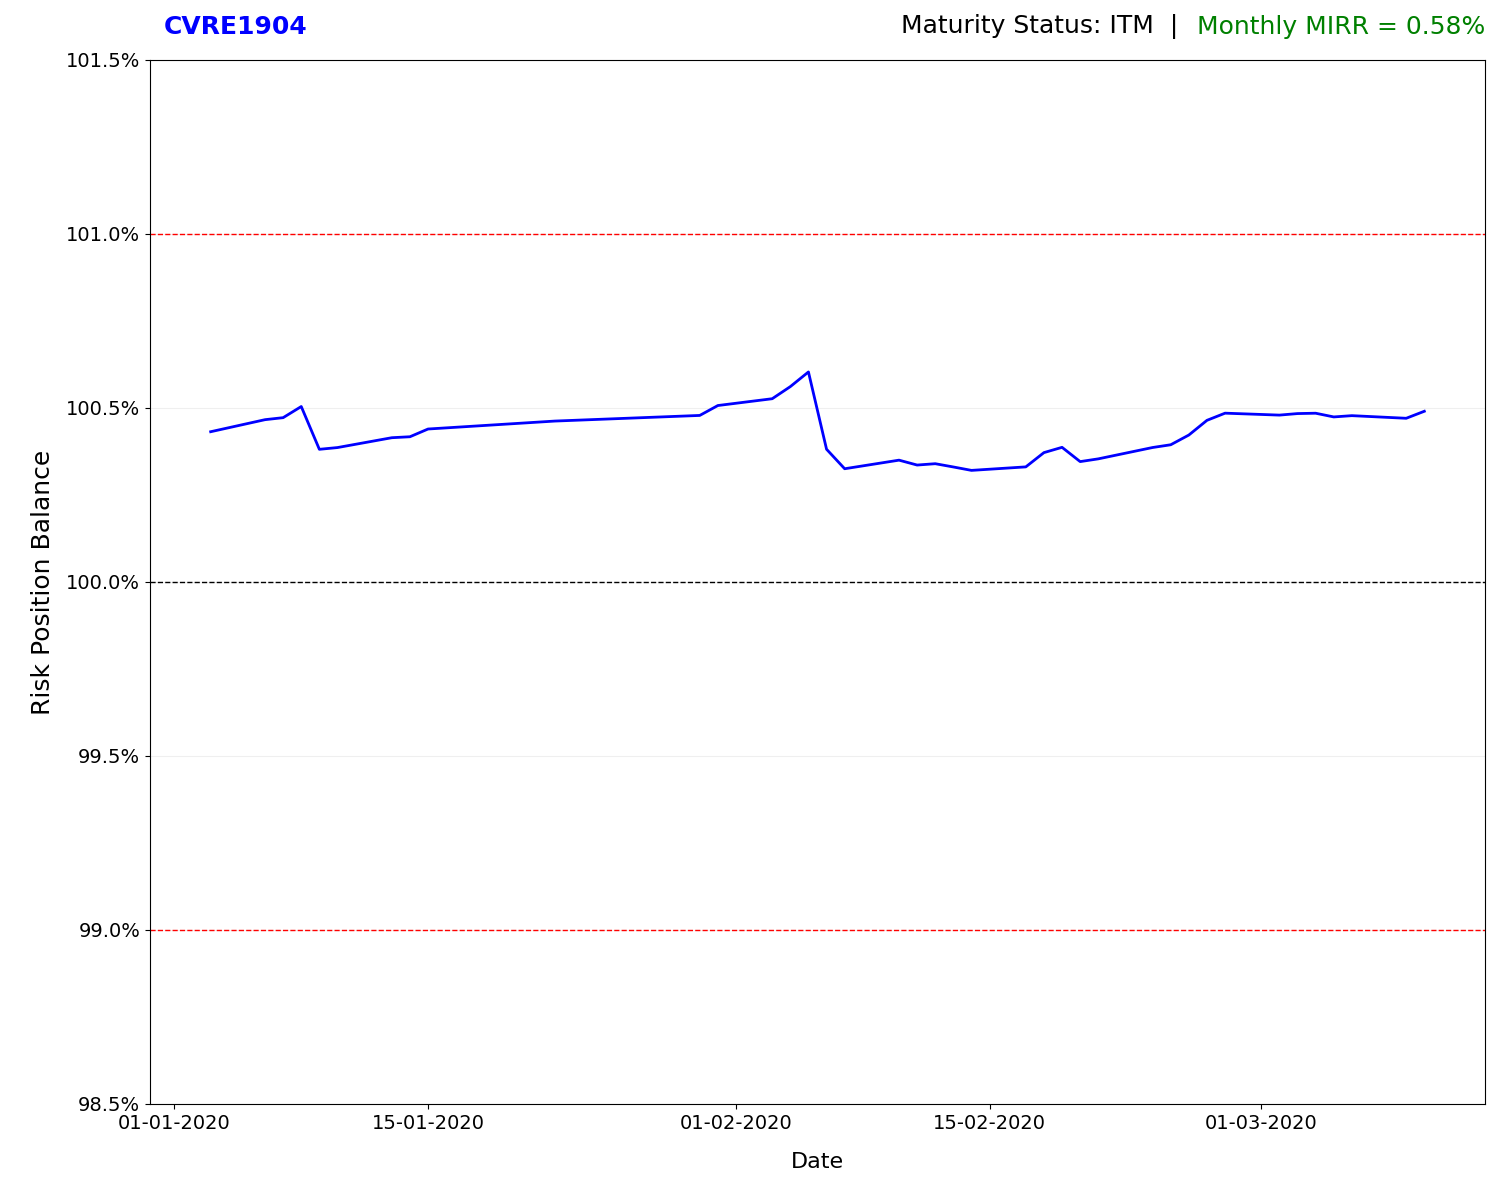 CVRE1904
Maturity Status: ITM | Monthly MIRR = 0.58%
101.5%
101.0%
100.5%
100.0%
99.5%
99.0%
98.5%
Risk Position Balance
01-01-2020 15-01-2020 01-02-2020 15-02-2020 01-03-2020
Date